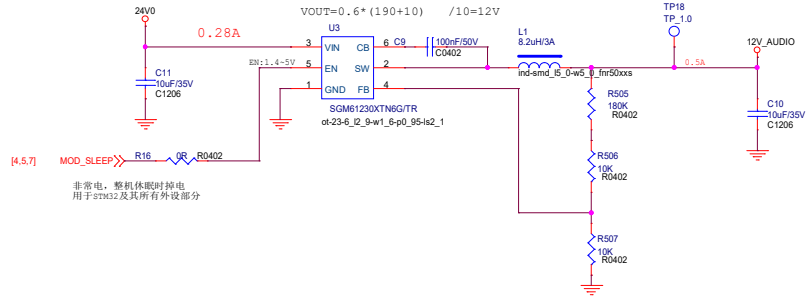 VOUT=0.6*(190+10) /10=12V
24V0
0.28A
U3
TP18
TP_1.0
3 VIN CB 6 C9 100nF/50V
C0402
L1
8.2uH/3A
12V_AUDIO
EN:1.4~5V 5 EN SW 2
ind-smd_l5_0-w5_0_fnr50xxs
0.5A
1 GND FB 4
C11
10uF/35V
C1206
SGM61230XTN6G/TR
ot-23-6_l2_9-w1_6-p0_95-ls2_1
R505
180K
R0402
C10
10uF/35V
C1206
[4,5,7] MOD_SLEEP R16 0R R0402
R506
10K
R0402
非常电，整机休眠时掉电
用于STM32及其所有外设部分
R507
10K
R0402